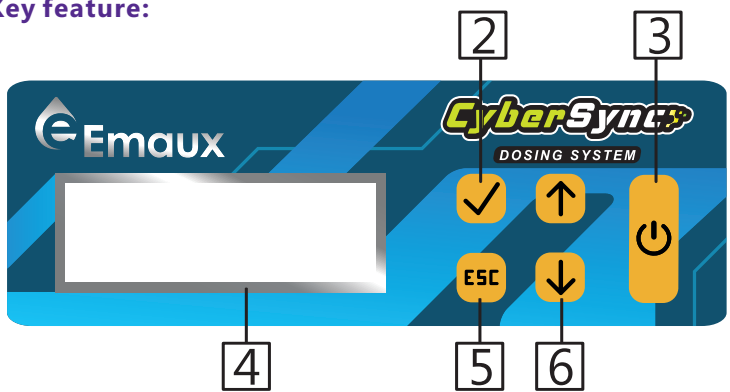 Key feature:
2 3
Emaux
CyberSync
DOSING SYSTEM
ESC
4 5 6